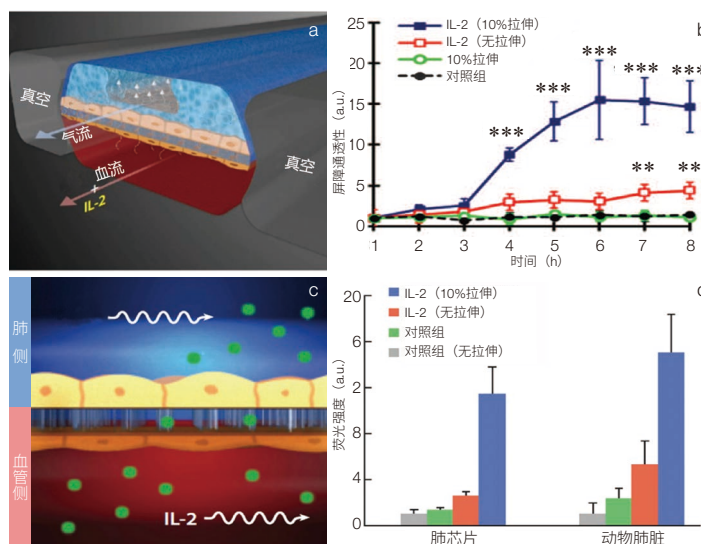 a
真空
气流
血流
IL-2
真空
b
IL-2（10%拉伸）
IL-2（无拉伸）
10%拉伸
对照组
屏障通透性（a.u.）
25
20
15
10
5
0
***
***
***
***
***
**
**
1 2 3 4 5 6 7 8
时间（h）
c
肺侧
血管侧
IL-2
d
IL-2（10%拉伸）
IL-2（无拉伸）
对照组
对照组（无拉伸）
荧光强度（a.u.）
20
6
2
8
4
0
肺芯片
动物肺脏